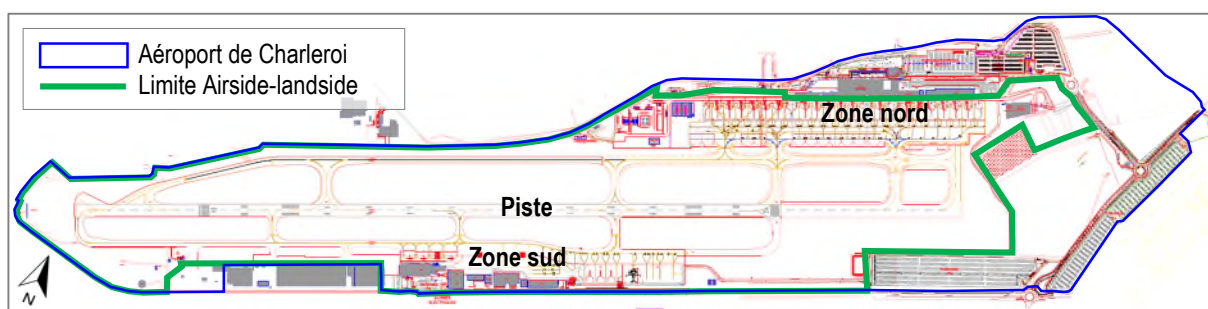 Aéroport de Charleroi
Limite Airside-landside
Zone nord
Piste
Zone sud
N